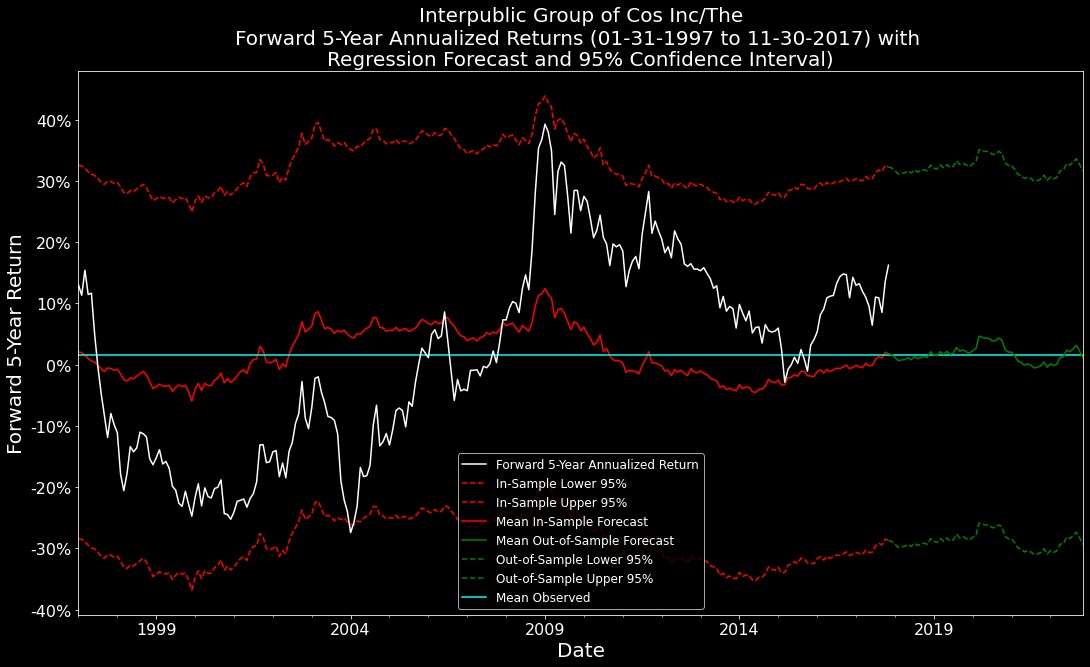 Interpublic Group of Cos Inc/The
Forward 5-Year Annualized Returns (01-31-1997 to 11-30-2017) with
Regression Forecast and 95% Confidence Interval)
Forward 5-Year Return
40%
30%
20%
10%
0%
-10%
-20%
-30%
-40%
Forward 5-Year Annualized Return
In-Sample Lower 95%
In-Sample Upper 95%
Mean In-Sample Forecast
Mean Out-of-Sample Forecast
Out-of-Sample Lower 95%
Out-of-Sample Upper 95%
Mean Observed
1999 2004 2009 2014 2019
Date